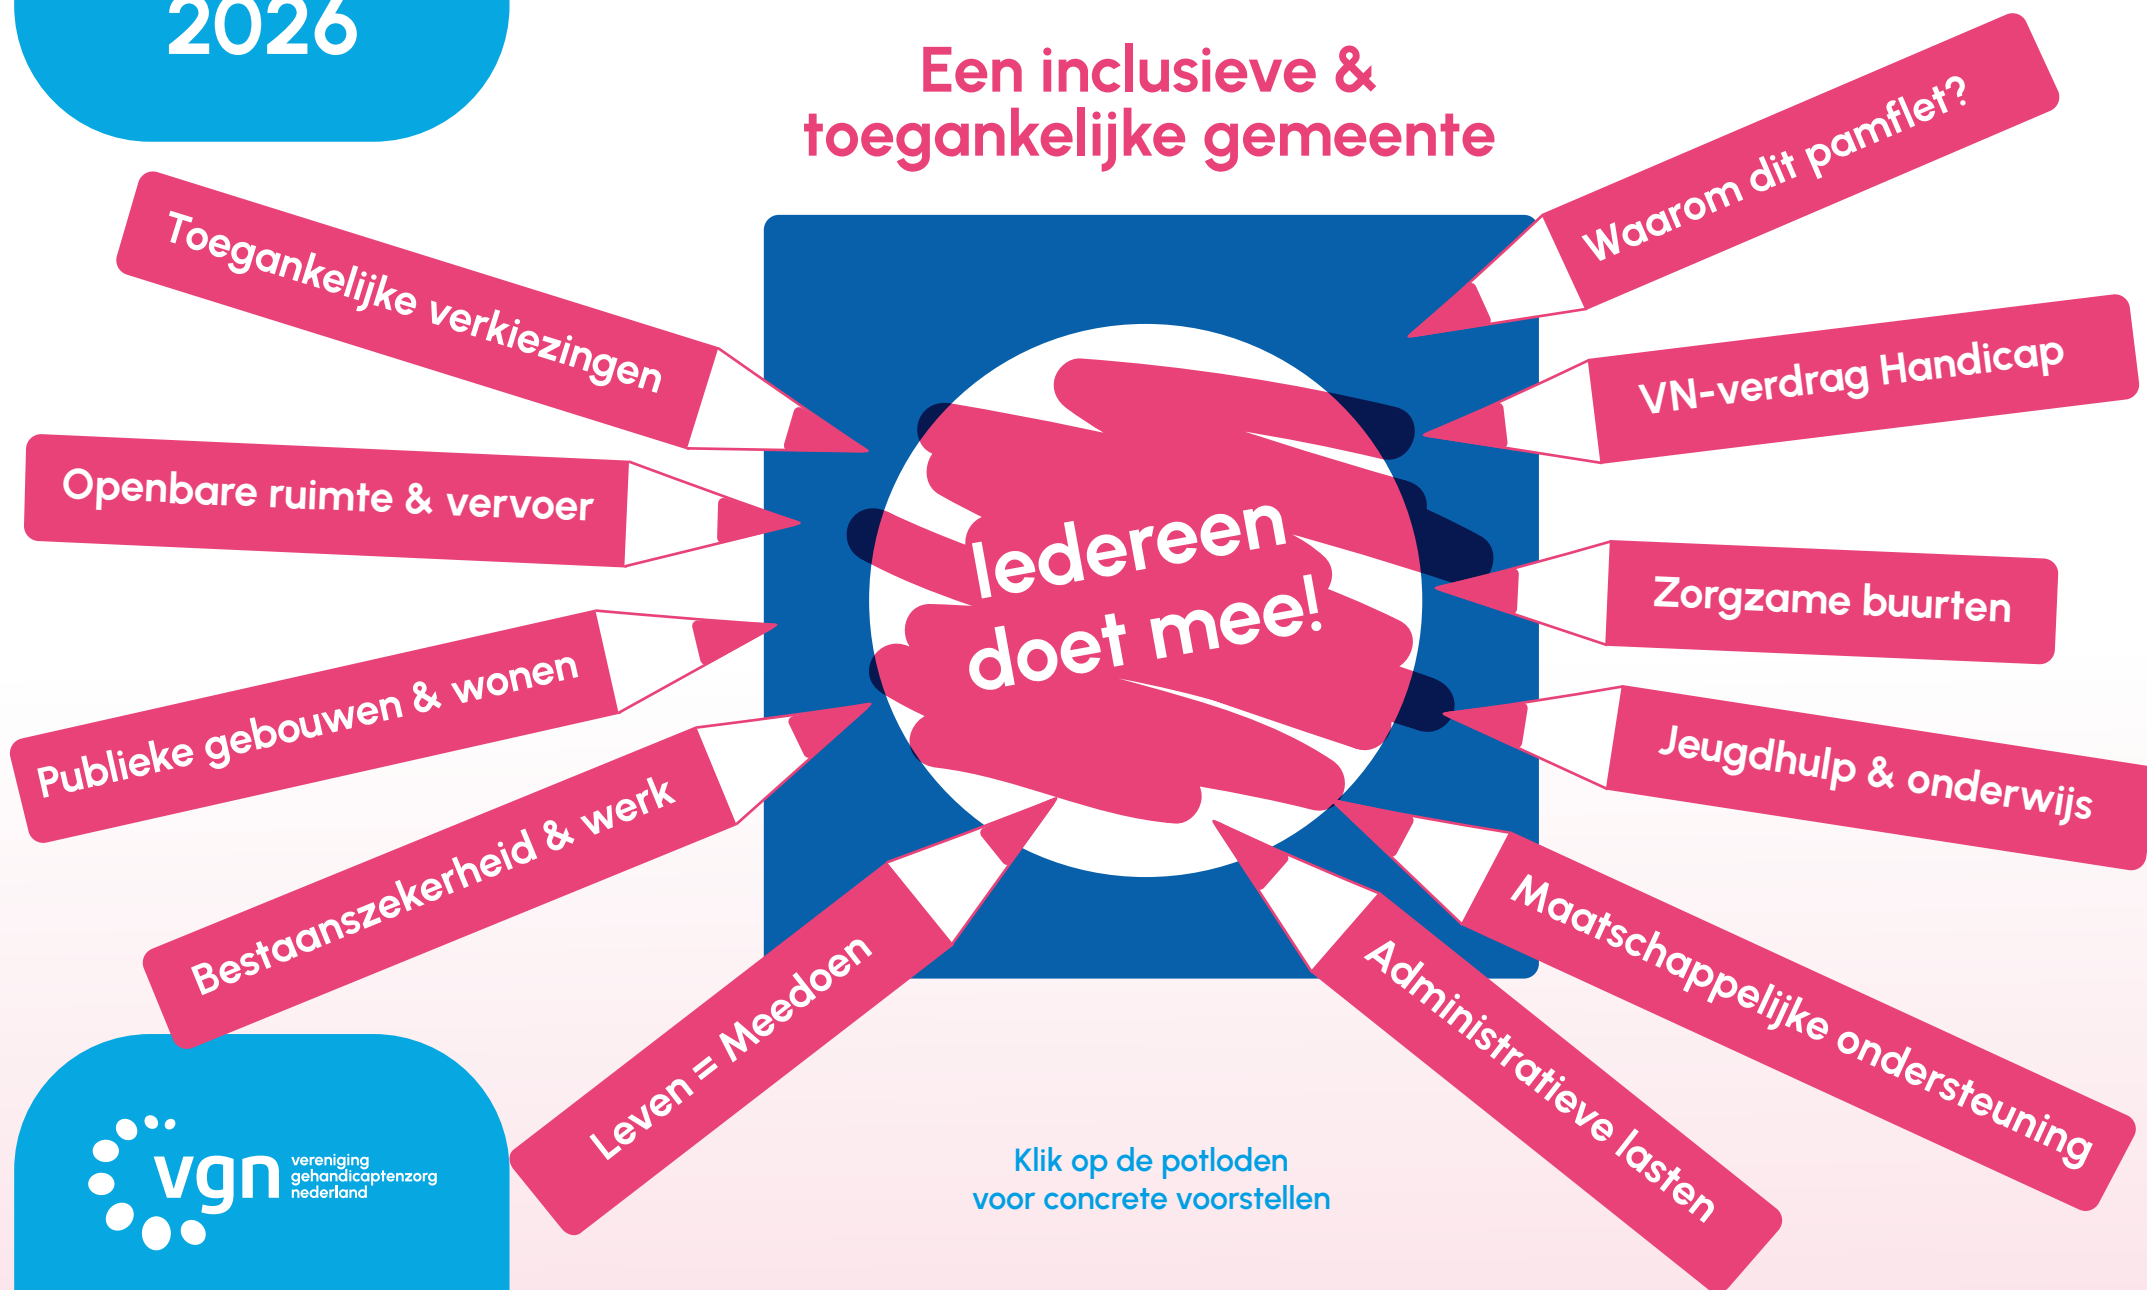 2026
Een inclusieve &
toegankelijke gemeente
Waarom dit pamflet?
Toegankelijke verkiezingen
VN-verdrag Handicap
Openbare ruimte & vervoer
Iedereen
doet mee!
Zorgzame buurten
Publieke gebouwen & wonen
Jeugdhulp & onderwijs
Bestaanszekerheid & werk
Maatschappelijke ondersteuning
Leven = Meedoen
Administratieve lasten
Klik op de potloden
voor concrete voorstellen
vgn
vereniging
gehandicaptenzorg
nederland